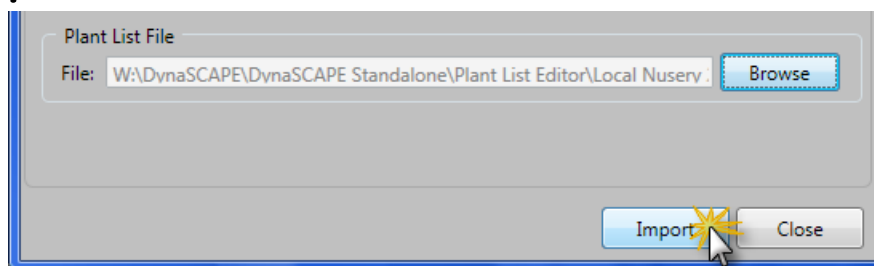 Plant List File
File: W:\DynaSCAPE\DynaSCAPE Standalone\Plant List Editor\Local Nusery Browse
Import Close